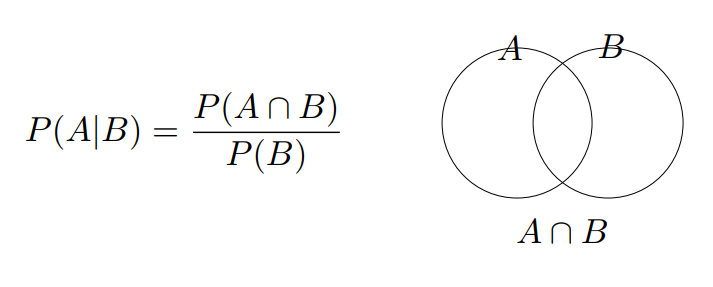 P(A|B) = P(A ∩ B) / P(B)
A
B
A ∩ B